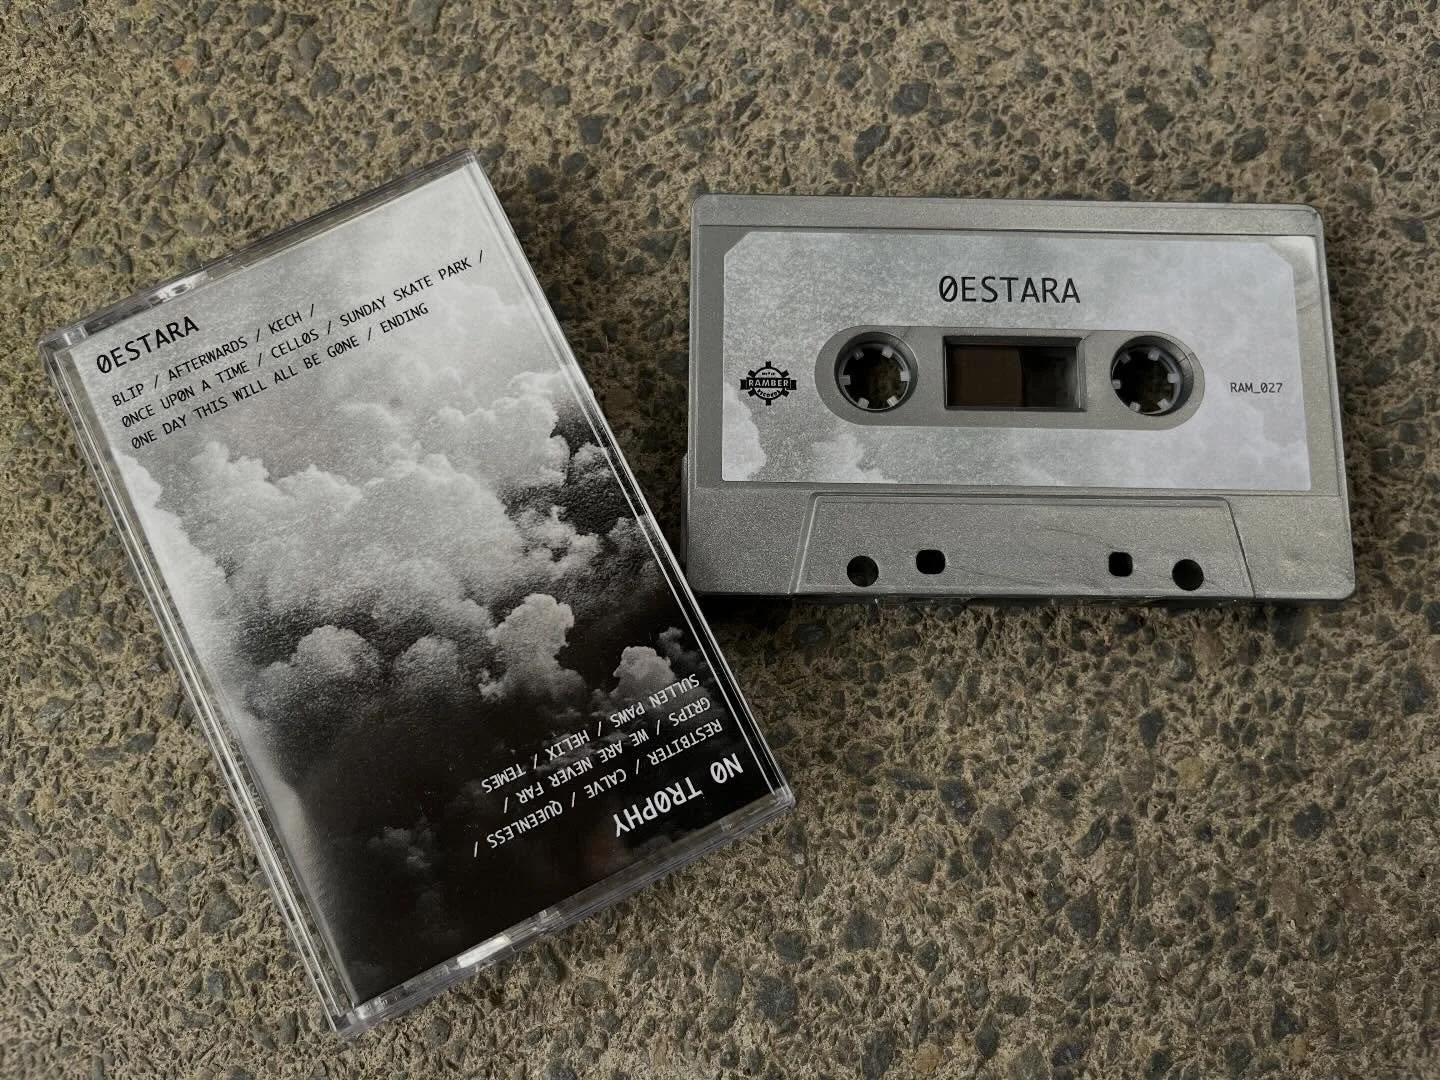 ØESTARA
BLIP / AFTERWARDS / KECH /
ØNCE UPØN A TIME / CELLØS / SUNDAY SKATE PARK /
ØNE DAY THIS WILL ALL BE GØNE / ENDING
NØ TRØPHY
RESTBITER / CALVE / QUEENLESS /
GRIPS / WE ARE NEVER FAR /
SULLEN PAWS / HELIX / TEMES
ØESTARA
RAMBER
RECORDS
RAM_027